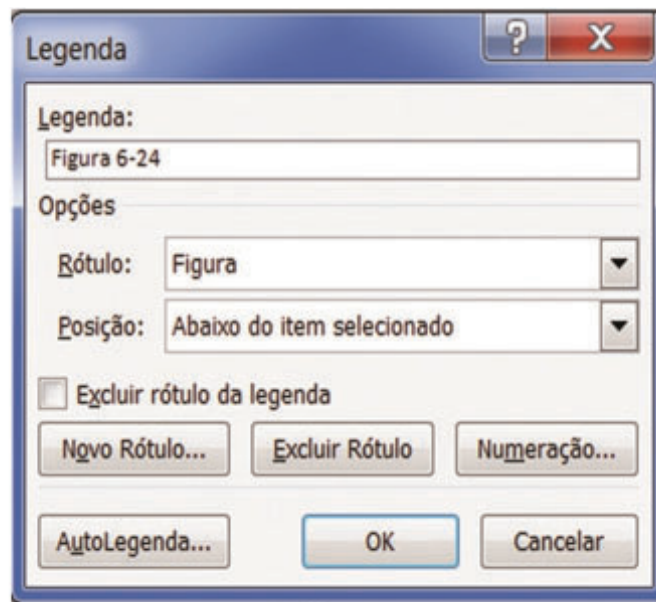 Legenda
Legenda:
Figura 6-24
Opções
Rótulo: Figura
Posição: Abaixo do item selecionado
Excluir rótulo da legenda
Novo Rótulo... Excluir Rótulo Numeração...
AutoLegenda... OK Cancelar